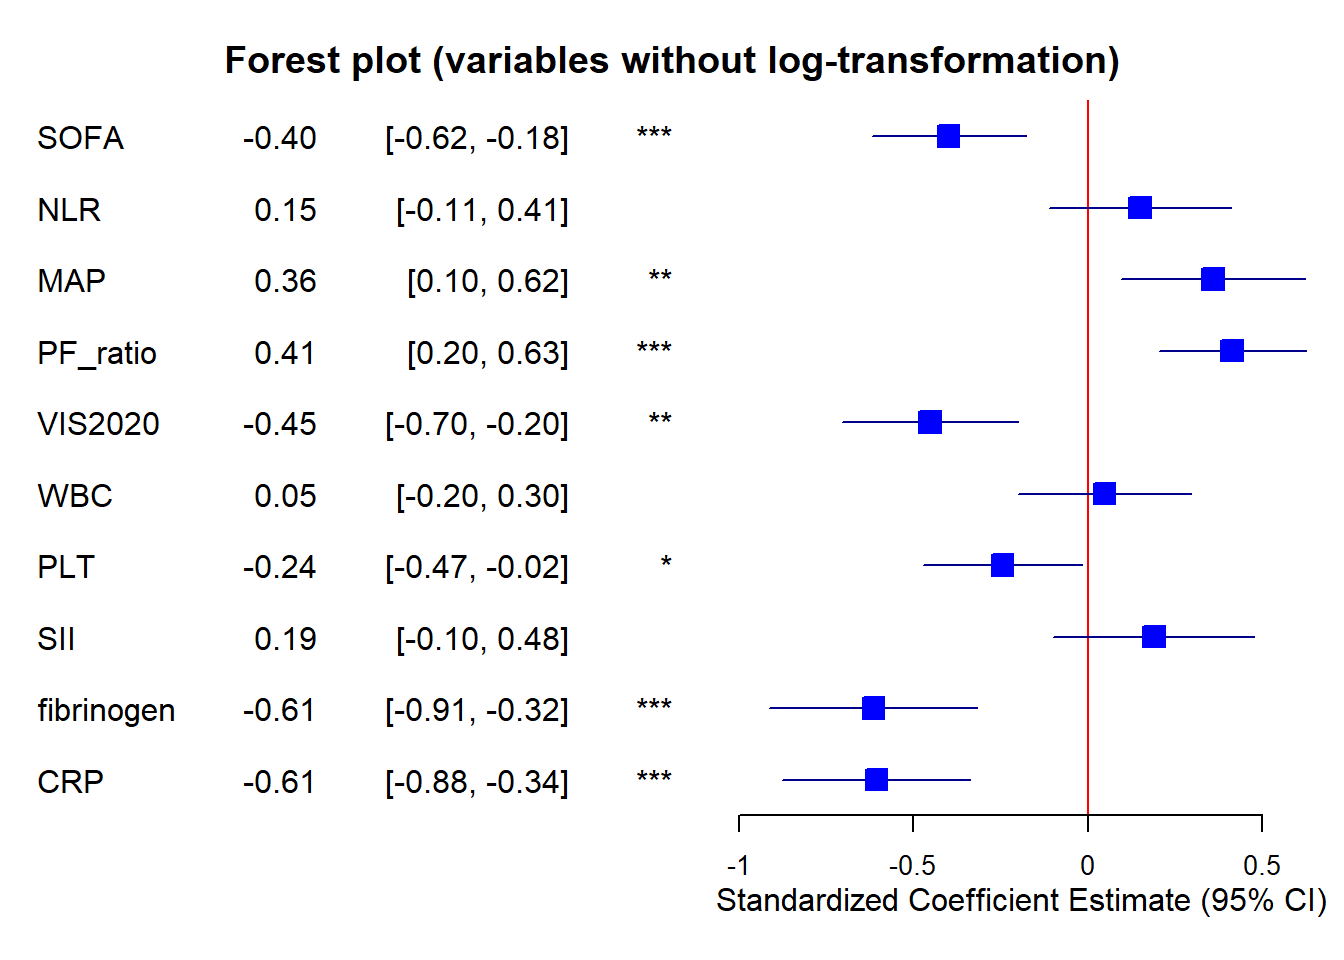 Forest plot (variables without log-transformation)
SOFA -0.40 [-0.62, -0.18] ***
NLR 0.15 [-0.11, 0.41]
MAP 0.36 [0.10, 0.62] **
PF_ratio 0.41 [0.20, 0.63] ***
VIS2020 -0.45 [-0.70, -0.20] **
WBC 0.05 [-0.20, 0.30]
PLT -0.24 [-0.47, -0.02] *
SII 0.19 [-0.10, 0.48]
fibrinogen -0.61 [-0.91, -0.32] ***
CRP -0.61 [-0.88, -0.34] ***
-1 -0.5 0 0.5
Standardized Coefficient Estimate (95% CI)